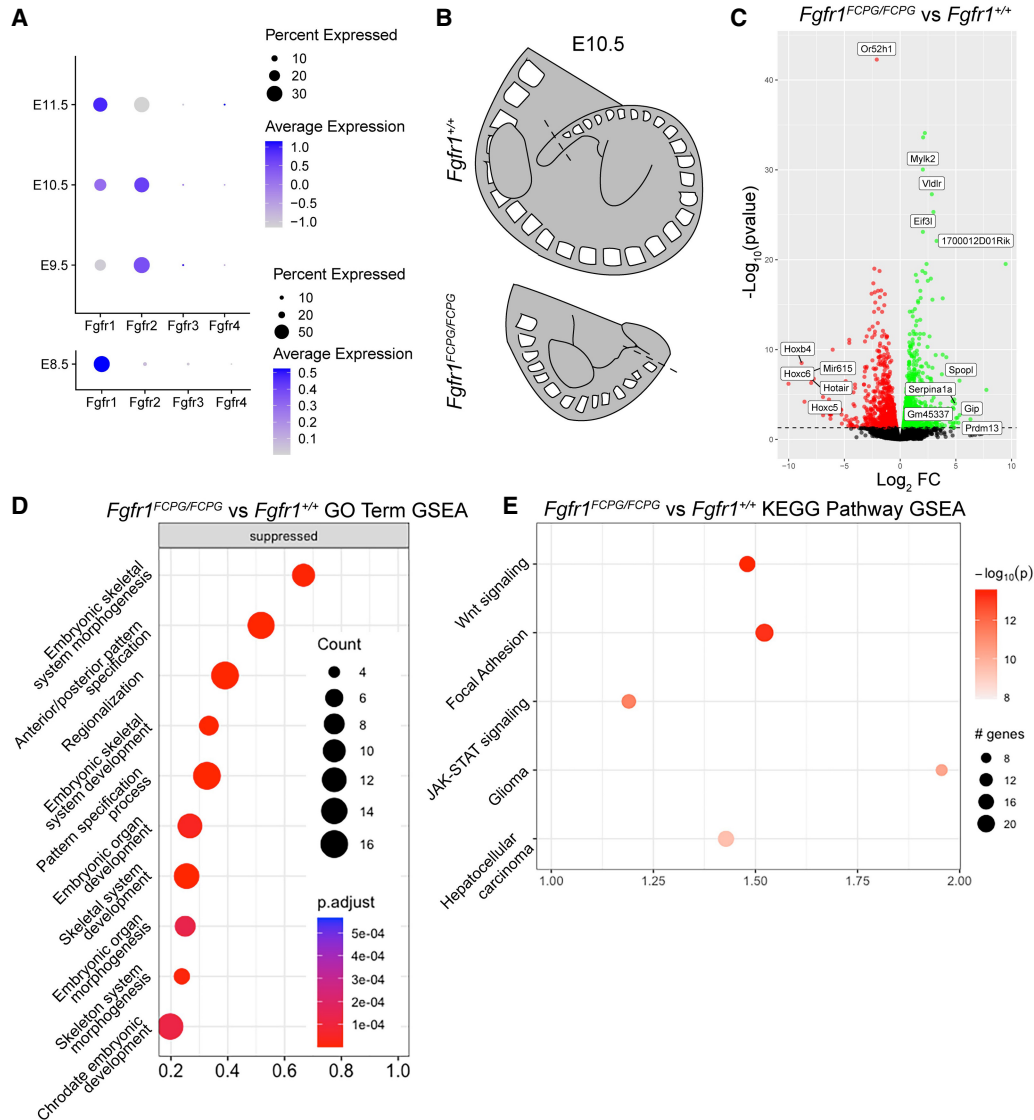 A
Percent Expressed
10
20
30
Average Expression
1.0
0.5
0.0
−0.5
−1.0
E11.5
E10.5
E9.5
Fgfr1 Fgfr2 Fgfr3 Fgfr4
Percent Expressed
10
20
50
Average Expression
0.5
0.4
0.3
0.2
0.1
E8.5
Fgfr1 Fgfr2 Fgfr3 Fgfr4
B
E10.5
Fgfr1+/+
Fgfr1FCPG/FCPG
C
Fgfr1FCPG/FCPG vs Fgfr1+/+
-Log10(pvalue)
40
30
20
10
0
Or52h1
Mylk2
Vldlr
Eif3l
1700012D01Rik
Hoxb4
Mir615
Hoxc6
Hotair
Hoxc5
Spopl
Serpina1a
Gip
Gm45337
Prdm13
-10 -5 0 5 10
Log2 FC
D
Fgfr1FCPG/FCPG vs Fgfr1+/+ GO Term GSEA
suppressed
Embryonic skeletal
system morphogenesis
Anterior/posterior pattern
specification
Regionalization
Embryonic skeletal
system development
Pattern specification
process
Embryonic organ
development
Skeletal system
development
Embryonic organ
morphogenesis
Skeleton system
morphogenesis
Chrodate embryonic
development
Count
4
6
8
10
12
14
16
p.adjust
5e-04
4e-04
3e-04
2e-04
1e-04
0.2 0.4 0.6 0.8 1.0
E
Fgfr1FCPG/FCPG vs Fgfr1+/+ KEGG Pathway GSEA
Wnt signaling
Focal Adhesion
JAK-STAT signaling
Glioma
Hepatocellular
carcinoma
1.00 1.25 1.50 1.75 2.00
−log10(p)
12
10
8
# genes
8
12
16
20